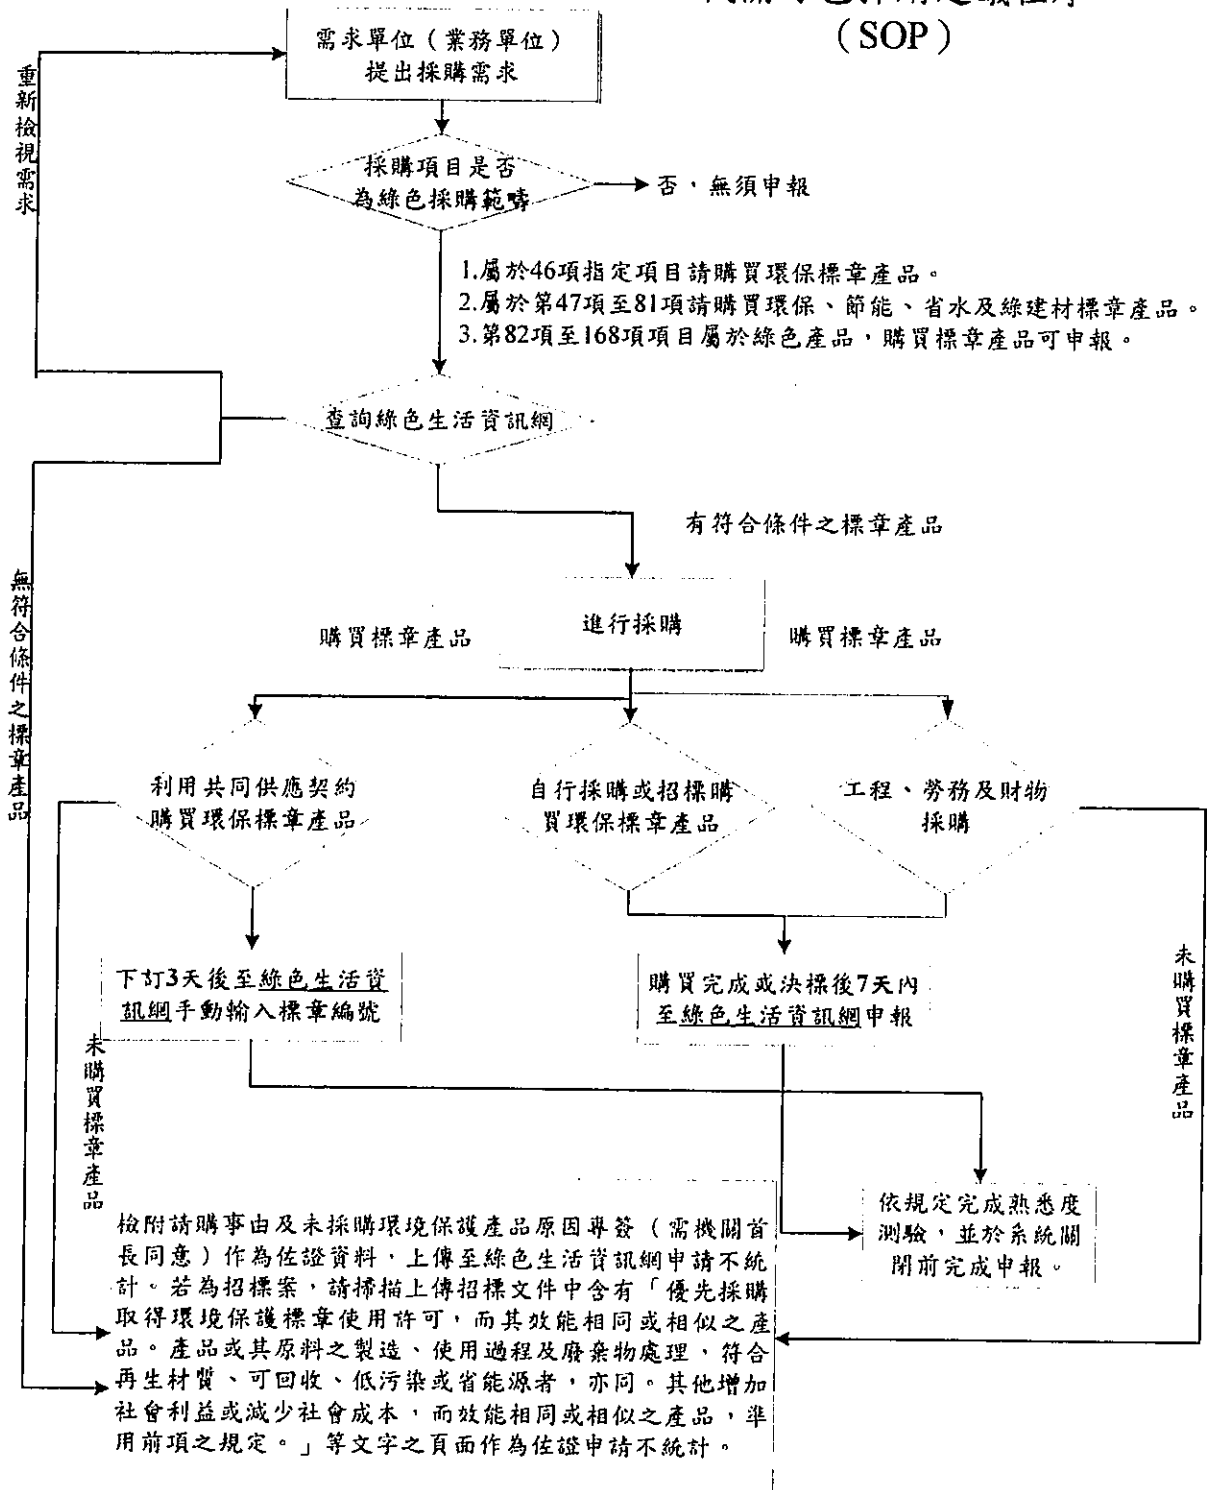 （SOP）
需求單位（業務單位）
提出採購需求
重新檢視需求
採購項目是否
為綠色採購範疇
否，無須申報
1.屬於46項指定項目請購買環保標章產品。
2.屬於第47項至81項請購買環保、節能、省水及綠建材標章產品。
3.第82項至168項項目屬於綠色產品，購買標章產品可申報。
查詢綠色生活資訊網
有符合條件之標章產品
無符合條件之標章產品
進行採購
購買標章產品
購買標章產品
利用共同供應契約
購買環保標章產品
自行採購或招標購
買環保標章產品
工程、勞務及財物
採購
下訂3天後至綠色生活資
訊網手動輸入標章編號
購買完成或決標後7天內
至綠色生活資訊網申報
未購買標章產品
未購買標章產品
依規定完成熟悉度
測驗，並於系統關
閉前完成申報。
檢附請購事由及未採購環境保護產品原因專簽（需機關首
長同意）作為佐證資料，上傳至綠色生活資訊網申請不統
計。若為招標案，請掃描上傳招標文件中含有「優先採購
取得環境保護標章使用許可，而其效能相同或相似之產
品。產品或其原料之製造、使用過程及廢棄物處理，符合
再生材質、可回收、低污染或省能源者，亦同。其他增加
社會利益或減少社會成本，而效能相同或相似之產品，準
用前項之規定。」等文字之頁面作為佐證申請不統計。